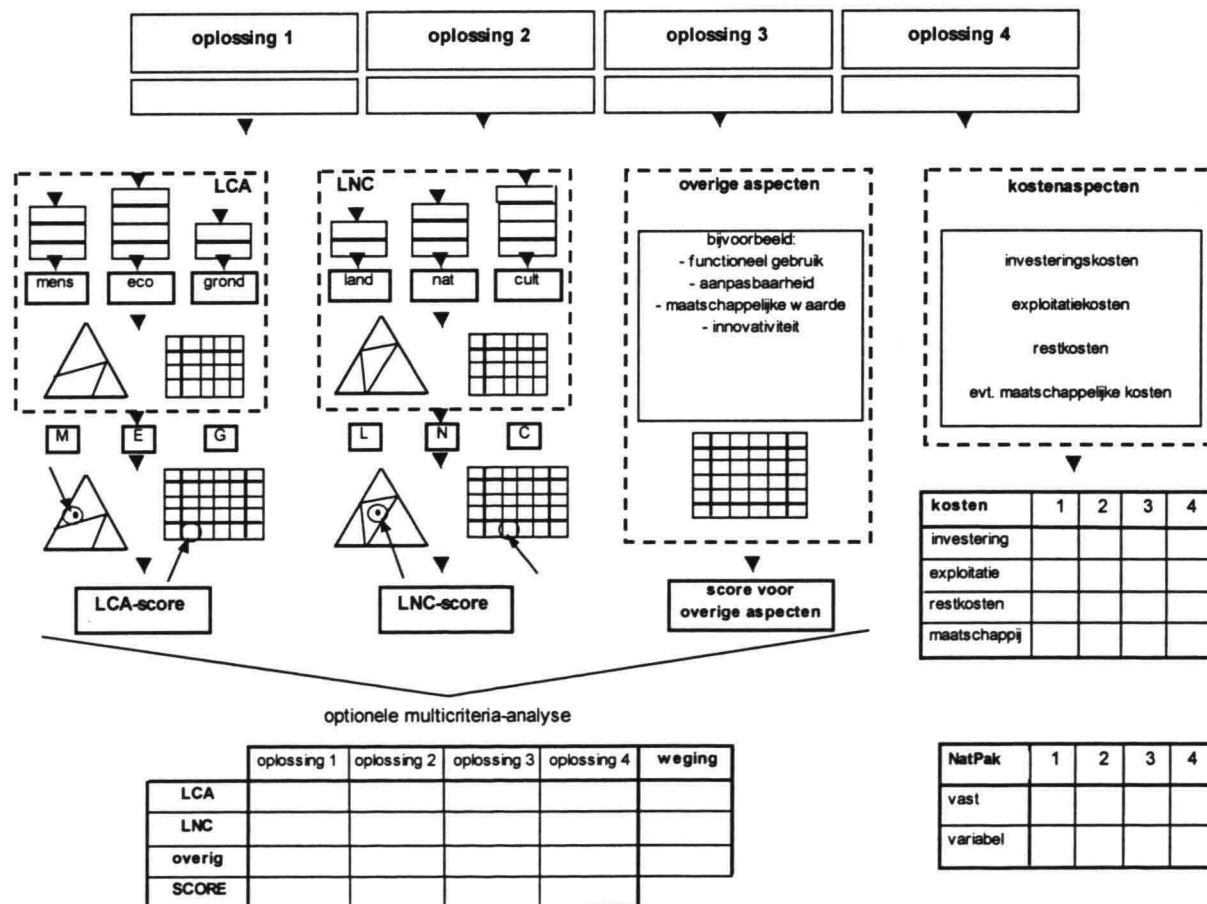 oplossing 1
oplossing 2
oplossing 3
oplossing 4
LCA
mens
eco
grond
M
E
G
LCA-score
LNC
land
nat
cult
L
N
C
LNC-score
overige aspecten
bijvoorbeeld:
- functioneel gebruik
- aanpasbaarheid
- maatschappelijke w aarde
- innovativiteit
score voor
overige aspecten
kostenaspecten
investeringskosten
exploitatiekosten
restkosten
evt. maatschappelijke kosten
kosten 1 2 3 4
investering
exploitatie
restkosten
maatschappij
optionele multicriteria-analyse
oplossing 1 oplossing 2 oplossing 3 oplossing 4 weging
LCA
LNC
overig
SCORE
NatPak 1 2 3 4
vast
variabel